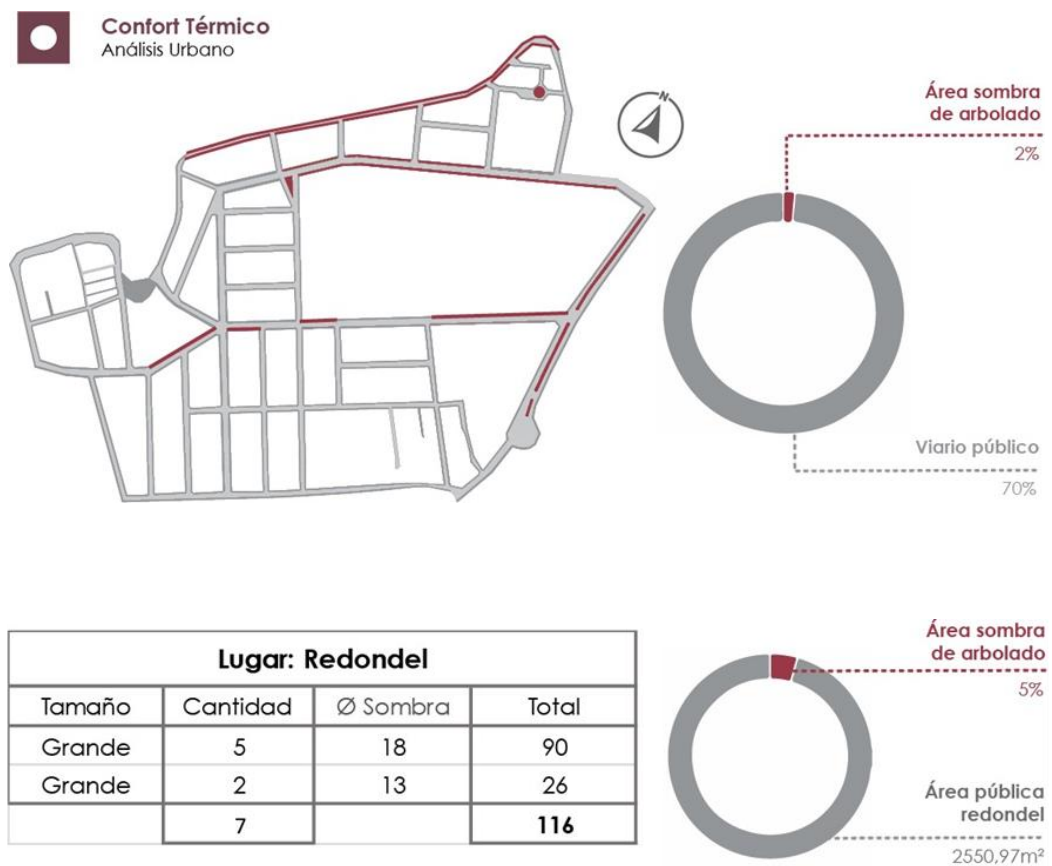 Confort Térmico
Análisis Urbano
N
Área sombra
de arbolado
2%
Viario público
70%
Lugar: Redondel
Tamaño Cantidad Ø Sombra Total
Grande 5 18 90
Grande 2 13 26
7 116
Área sombra
de arbolado
5%
Área pública
redondel
2550,97m²